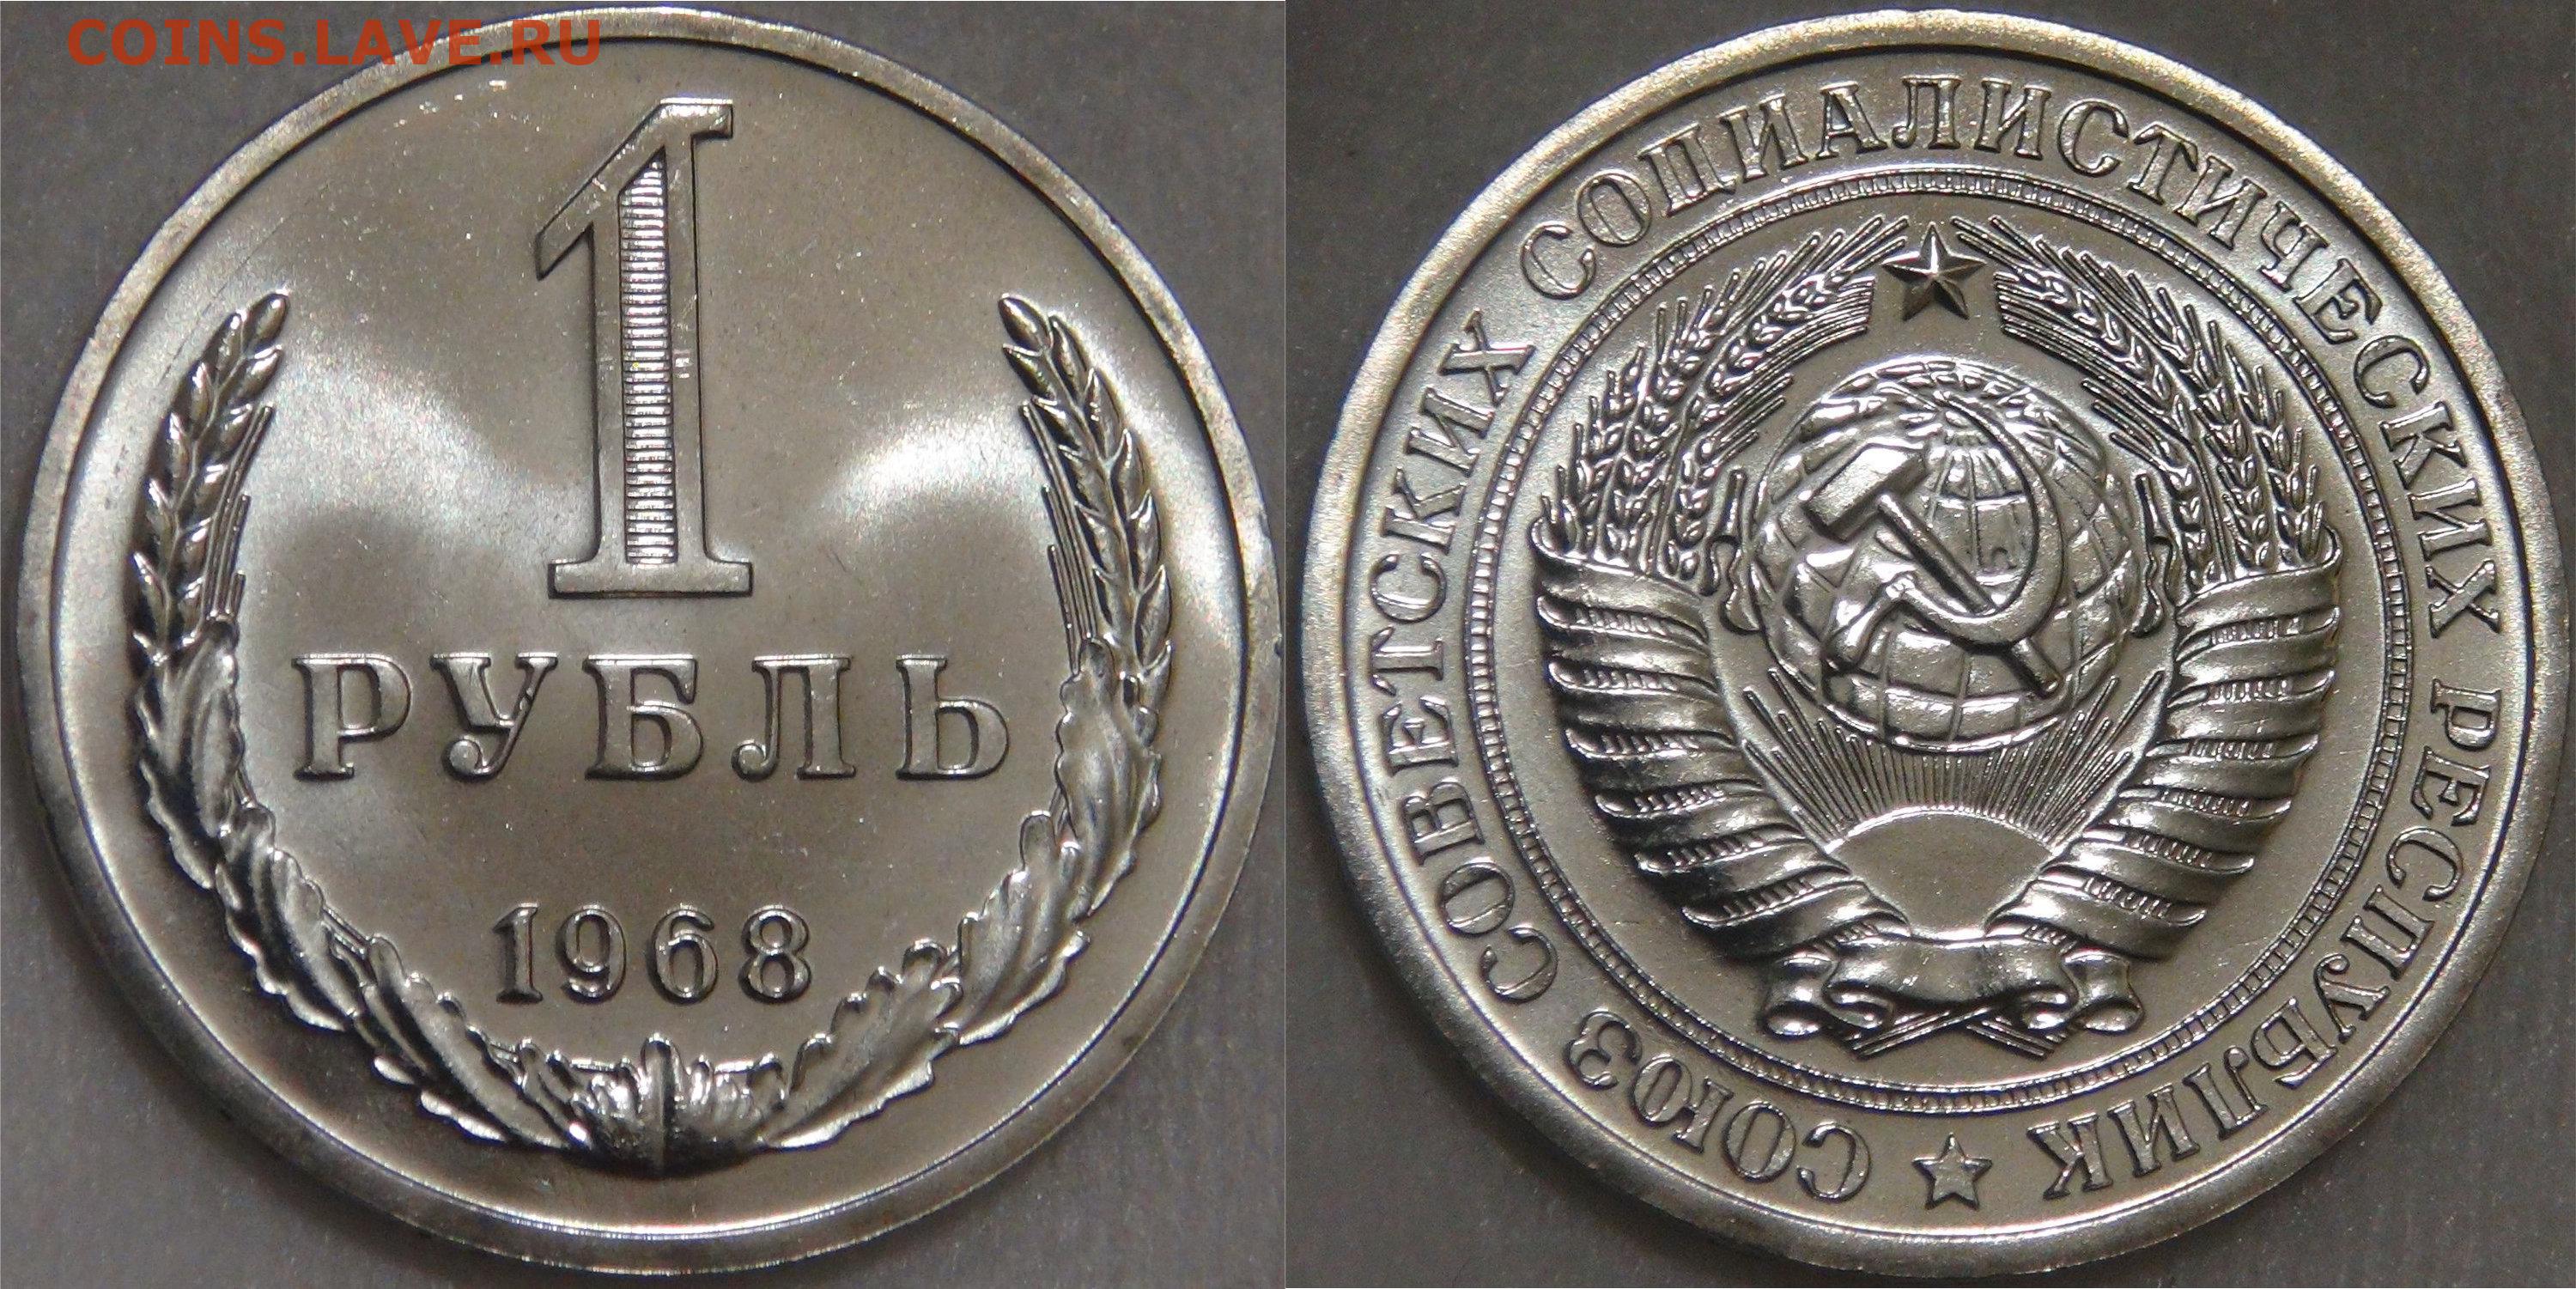 COINS.LAVE.RU
1
РУБЛЬ
1968
СОЮЗ СОВЕТСКИХ СОЦИАЛИСТИЧЕСКИХ РЕСПУБЛИК